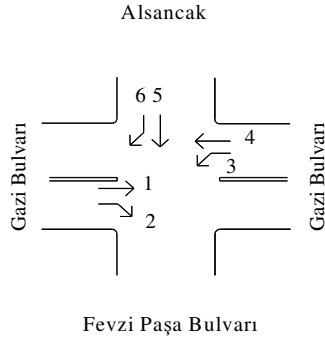 Alsancak
6 5
4
3
Gazi Bulvarı
Gazi Bulvarı
1
2
Fevzi Paşa Bulvarı